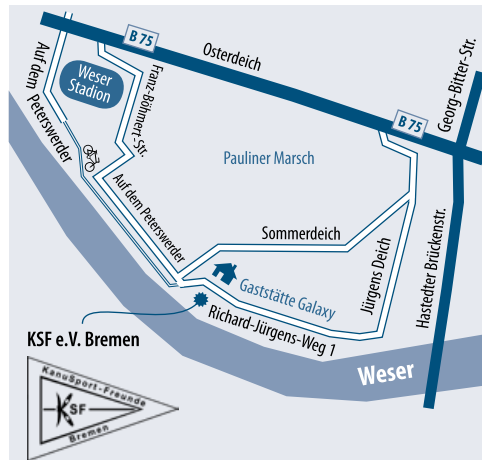 B 75
Osterdeich
Auf dem Peterswerder
Weser
Stadion
Franz-Böhmert-Str.
Georg-Bitter-Str.
B 75
Pauliner Marsch
Auf dem Peterswerder
Sommerdeich
Jürgens Deich
Hastedter Brückenstr.
Gaststätte Galaxy
Richard-Jürgens-Weg 1
KSF e.V. Bremen
Weser
KanuSport-Freunde
KSF
Bremen